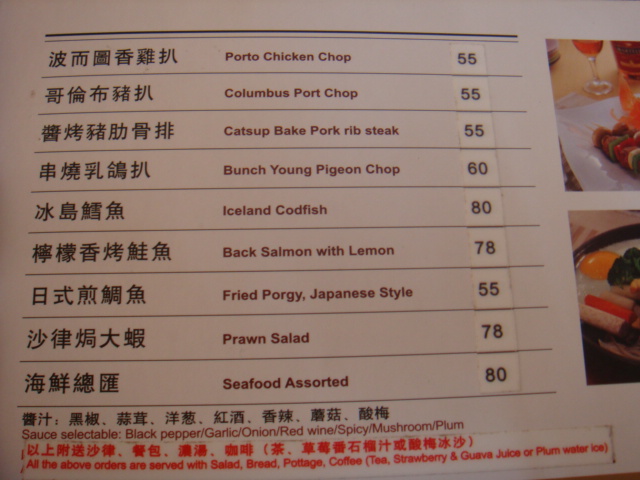 波而圖香雞扒 Porto Chicken Chop 55
哥倫布豬扒 Columbus Port Chop 55
醬烤豬肋骨排 Catsup Bake Pork rib steak 55
串燒乳鴿扒 Bunch Young Pigeon Chop 60
冰島鱈魚 Iceland Codfish 80
檸檬香烤鮭魚 Back Salmon with Lemon 78
日式煎鯛魚 Fried Porgy, Japanese Style 55
沙律焗大蝦 Prawn Salad 78
海鮮總匯 Seafood Assorted 80
醬汁：黑椒、蒜茸、洋葱、紅酒、香辣、蘑菇、酸梅
Sauce selectable: Black pepper/Garlic/Onion/Red wine/Spicy/Mushroom/Plum
以上附送沙律、餐包、濃湯、咖啡（茶、草莓番石榴汁或酸梅冰沙）
All the above orders are served with Salad, Bread, Pottage, Coffee (Tea, Strawberry & Guava Juice or Plum water ice)